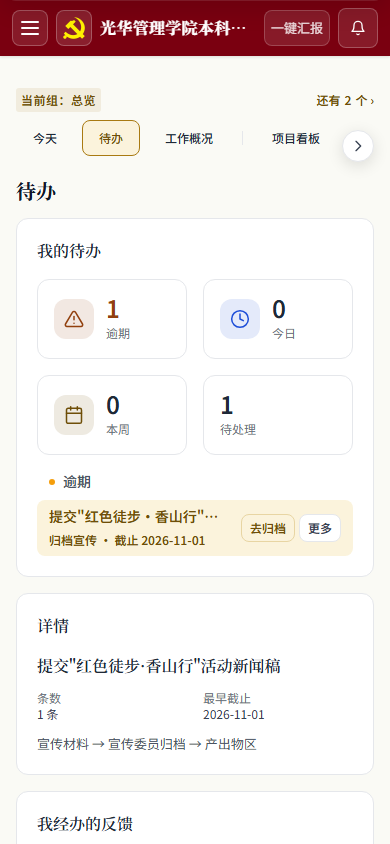 光华管理学院本科…
一键汇报
当前组：总览
还有 2 个 ›
今天
待办
工作概况
项目看板
待办
我的待办
1
逾期
0
今日
0
本周
1
待处理
逾期
提交"红色徒步·香山行"…
归档宣传 · 截止 2026-11-01
去归档
更多
详情
提交"红色徒步·香山行"活动新闻稿
条数
最早截止
1 条
2026-11-01
宣传材料 → 宣传委员归档 → 产出物区
我经办的反馈